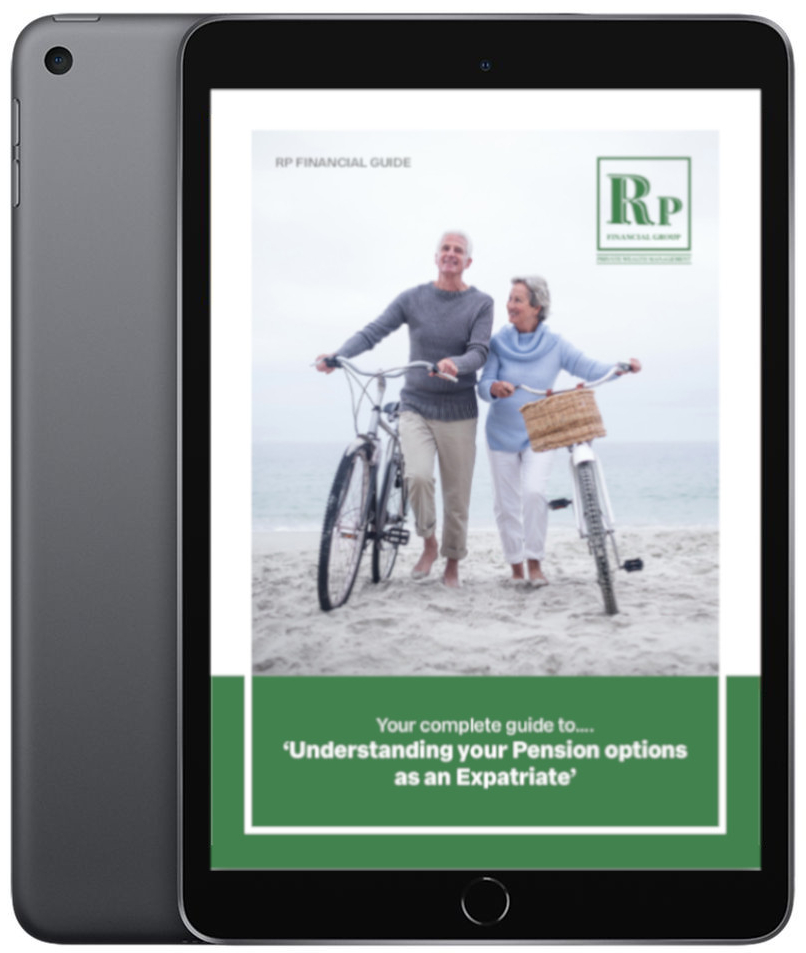 RP FINANCIAL GUIDE
RP
FINANCIAL GROUP
PRIVATE WEALTH MANAGEMENT
Your complete guide to....
‘Understanding your Pension options
as an Expatriate’